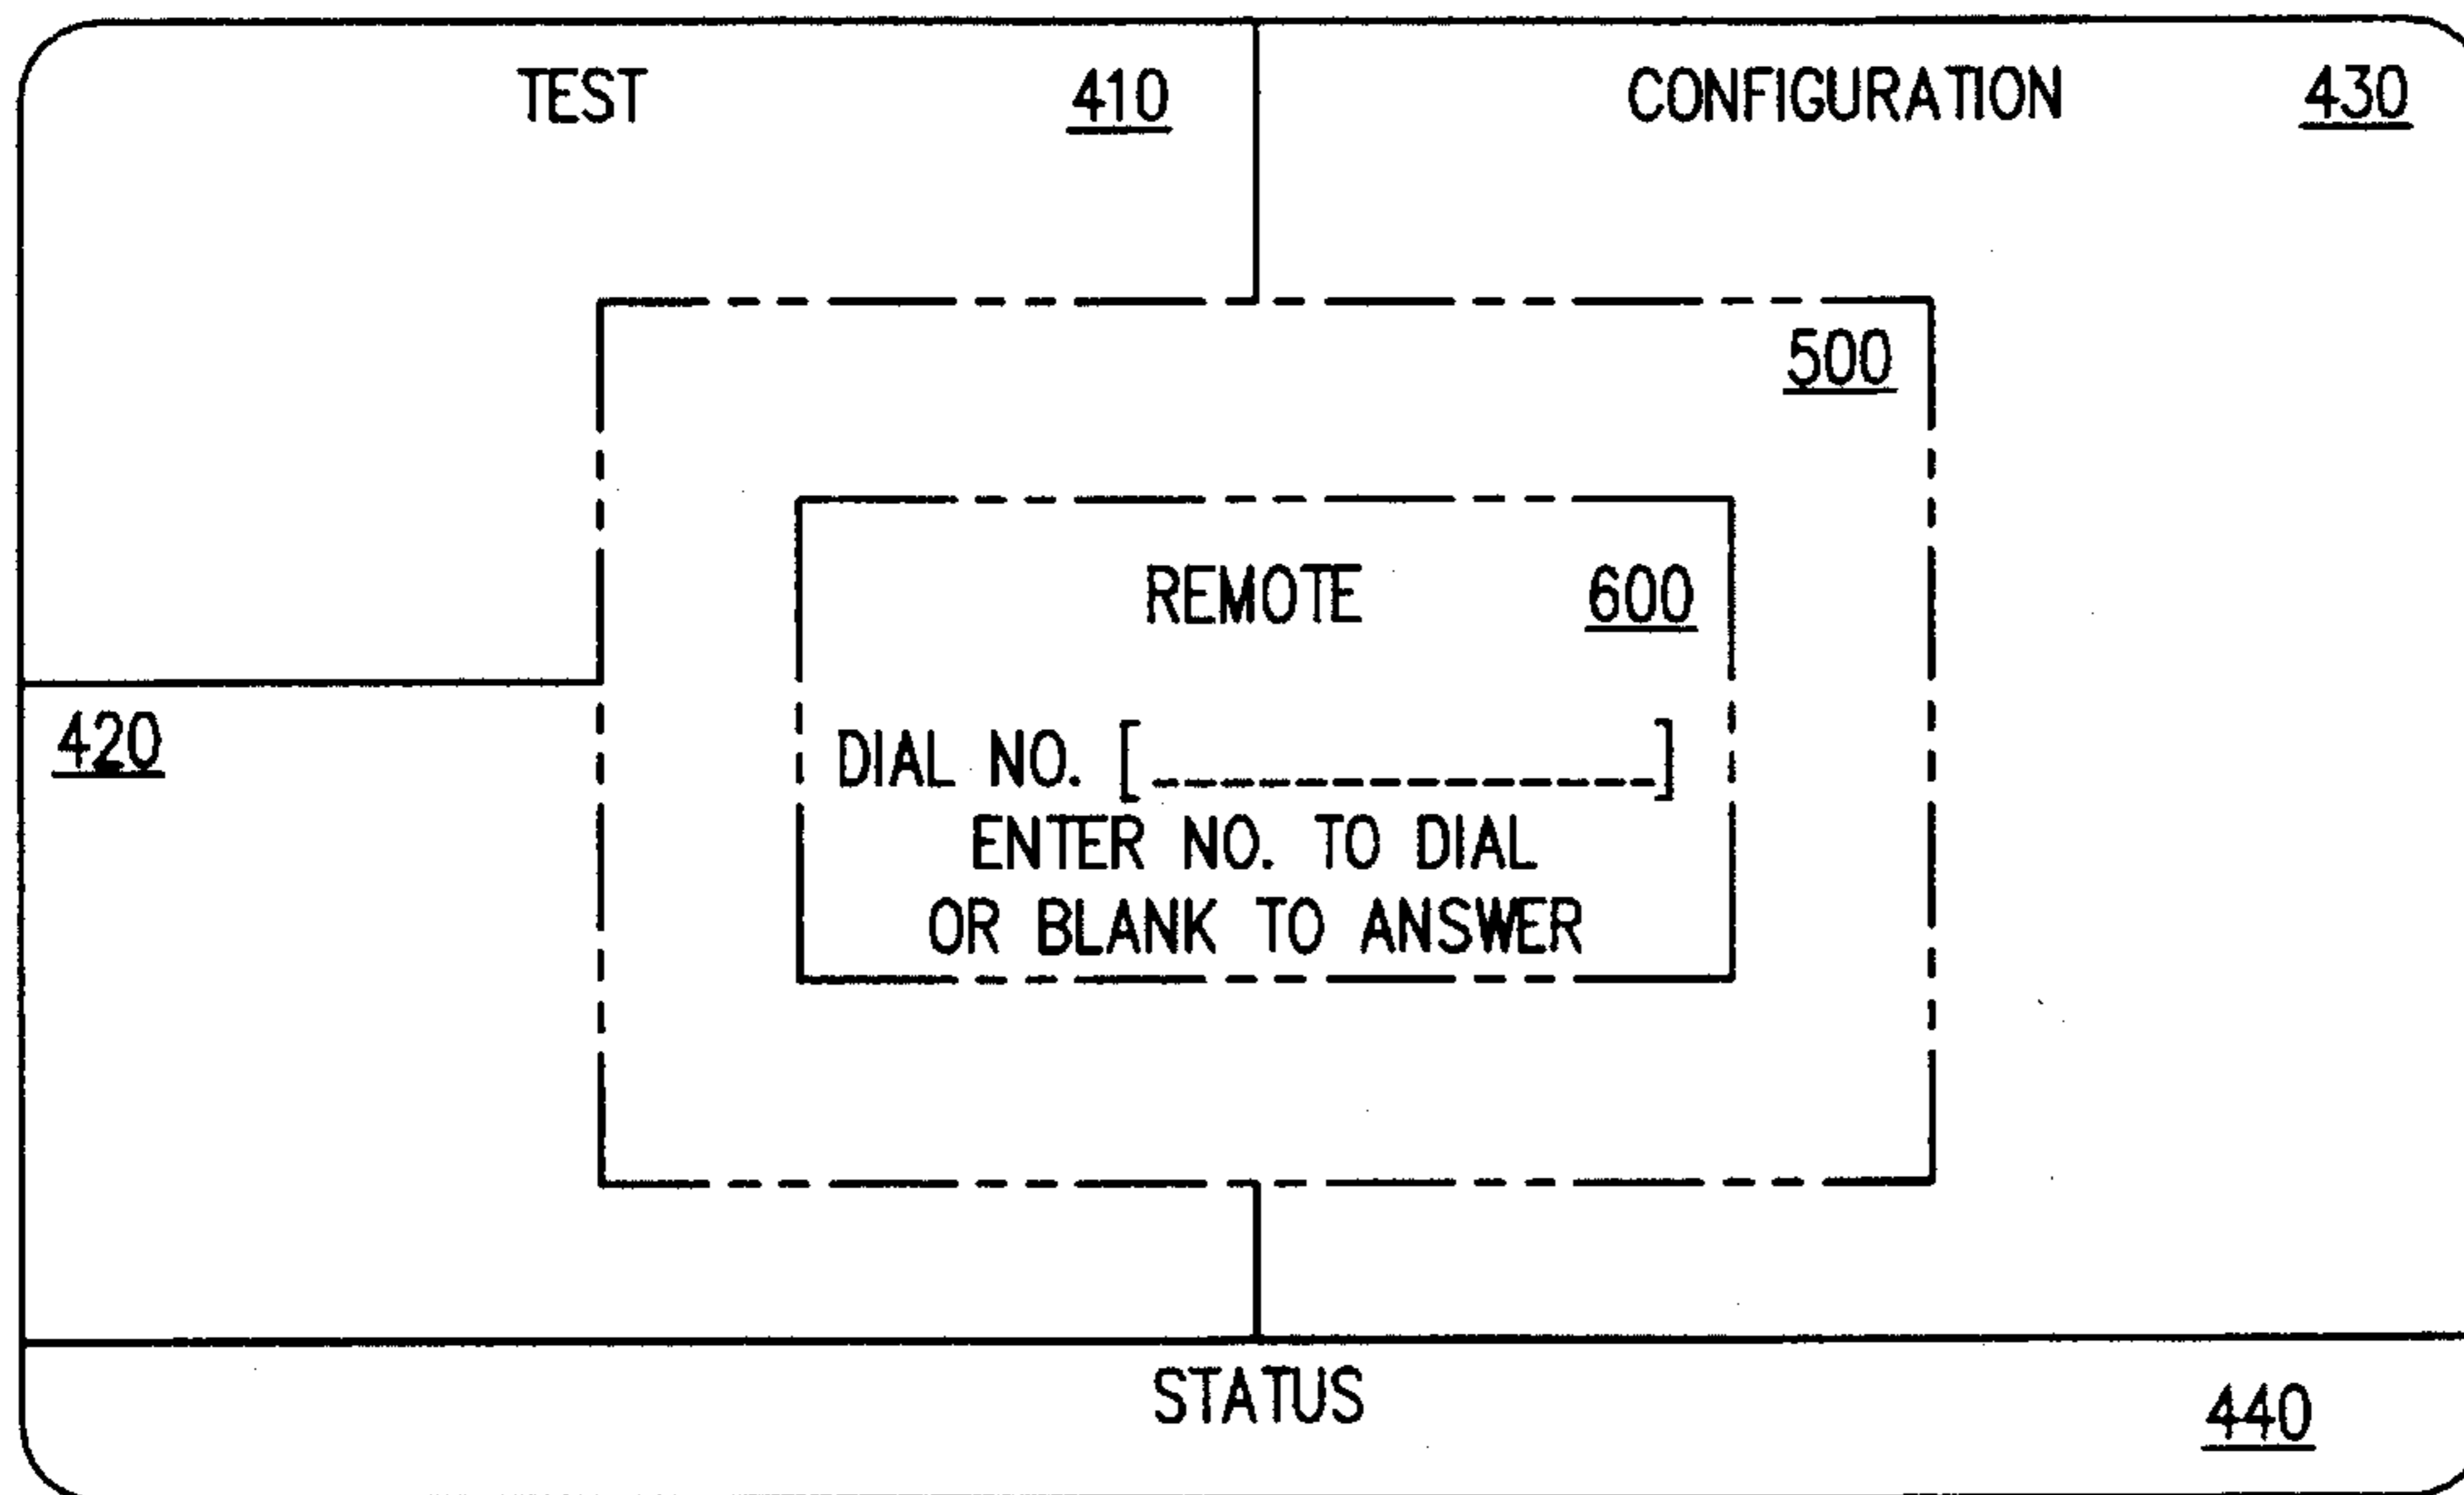 TEST 410
CONFIGURATION 430
500
REMOTE 600
420
DIAL NO. [______________]
ENTER NO. TO DIAL
OR BLANK TO ANSWER
STATUS
440